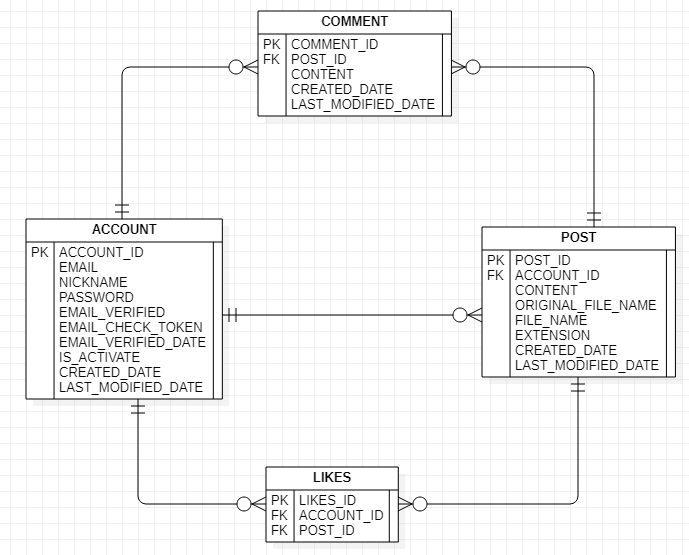 COMMENT
PK COMMENT_ID
FK POST_ID
CONTENT
CREATED_DATE
LAST_MODIFIED_DATE
ACCOUNT
PK ACCOUNT_ID
EMAIL
NICKNAME
PASSWORD
EMAIL_VERIFIED
EMAIL_CHECK_TOKEN
EMAIL_VERIFIED_DATE
IS_ACTIVATE
CREATED_DATE
LAST_MODIFIED_DATE
POST
PK POST_ID
FK ACCOUNT_ID
CONTENT
ORIGINAL_FILE_NAME
FILE_NAME
EXTENSION
CREATED_DATE
LAST_MODIFIED_DATE
LIKES
PK LIKES_ID
FK ACCOUNT_ID
FK POST_ID